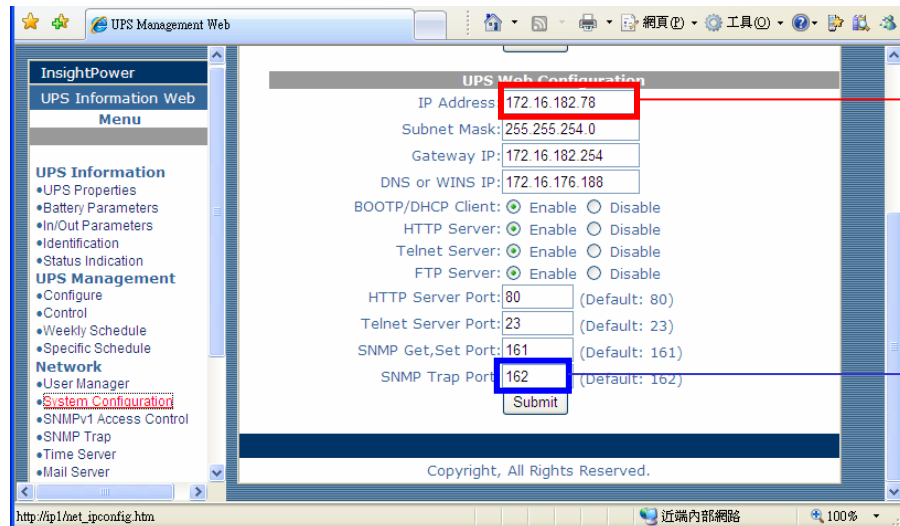 UPS Management Web
網頁(P)
工具(O)
InsightPower
UPS Information Web
Menu
UPS Information
•UPS Properties
•Battery Parameters
•In/Out Parameters
•Identification
•Status Indication
UPS Management
•Configure
•Control
•Weekly Schedule
•Specific Schedule
Network
•User Manager
•System Configuration
•SNMPv1 Access Control
•SNMP Trap
•Time Server
•Mail Server
UPS Web Configuration
IP Address: 172.16.182.78
Subnet Mask: 255.255.254.0
Gateway IP: 172.16.182.254
DNS or WINS IP: 172.16.176.188
BOOTP/DHCP Client: Enable Disable
HTTP Server: Enable Disable
Telnet Server: Enable Disable
FTP Server: Enable Disable
HTTP Server Port: 80 (Default: 80)
Telnet Server Port: 23 (Default: 23)
SNMP Get,Set Port: 161 (Default: 161)
SNMP Trap Port 162 (Default: 162)
Submit
Copyright, All Rights Reserved.
http://ip1/net_ipconfig.htm
近端內部網路
100%